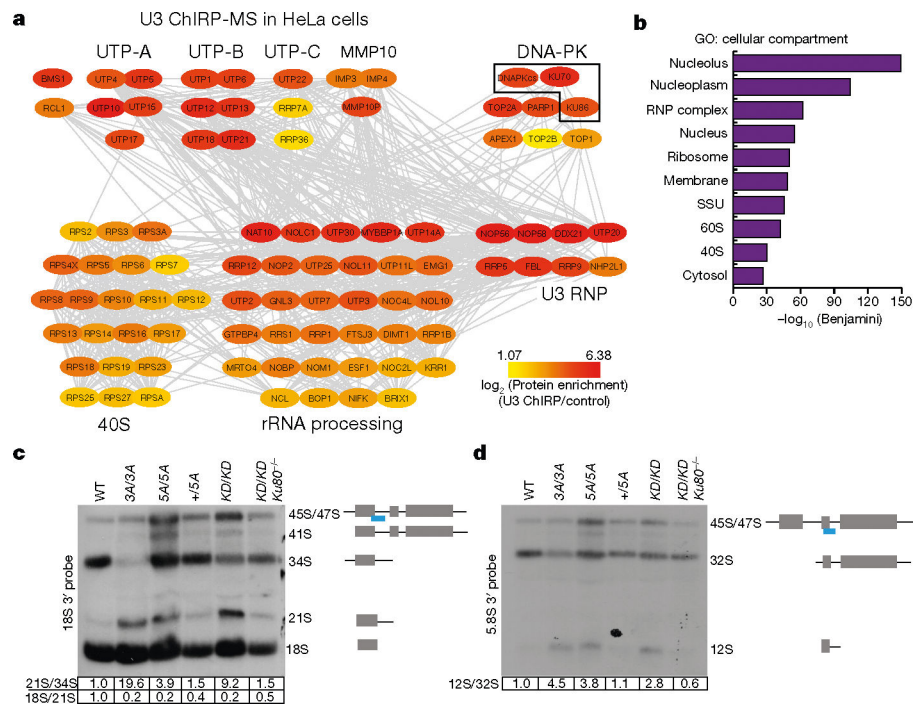 a
U3 ChIRP-MS in HeLa cells
UTP-A UTP-B UTP-C MMP10 DNA-PK
BMS1 UTP4 UTP5 UTP1 UTP6 UTP22 IMP3 IMP4 DNAPKcs KU70
RCL1 UTP10 UTP15 UTP12 UTP13 RRP7A MMP10P TOP2A PARP1 KU86
UTP17 UTP18 UTP21 RRP36 APEX1 TOP2B TOP1
RPS2 RPS3 RPS3A NAT10 NOLC1 UTP30 MYBBP1A UTP14A NOP56 NOP58 DDX21 UTP20
RPS4X RPS5 RPS6 RPS7 RRP12 NOP2 UTP25 NOL11 UTP11L EMG1 RRP5 FBL RRP9 NHP2L1
U3 RNP
RPS8 RPS9 RPS10 RPS11 RPS12 UTP2 GNL3 UTP7 UTP3 NOC4L NOL10
RPS13 RPS14 RPS16 RPS17 GTPBP4 RRS1 RRP1 FTSJ3 DIMT1 RRP1B
RPS18 RPS19 RPS23 MRTO4 NOBP NOM1 ESF1 NOC2L KRR1
RPS25 RPS27 RPSA NCL BOP1 NIFK BRIX1
40S rRNA processing
1.07 6.38
log2 (Protein enrichment)
(U3 ChIRP/control)
b
GO: cellular compartment
Nucleolus
Nucleoplasm
RNP complex
Nucleus
Ribosome
Membrane
SSU
60S
40S
Cytosol
0 30 60 90 120 150
−log10 (Benjamini)
c
WT 3A/3A 5A/5A +/5A KD/KD KD/KD Ku80−/−
18S 3′ probe
45S/47S
41S
34S
21S
18S
21S/34S 1.0 19.6 3.9 1.5 9.2 1.5
18S/21S 1.0 0.2 0.2 0.4 0.2 0.5
d
WT 3A/3A 5A/5A +/5A KD/KD KD/KD Ku80−/−
5.8S 3′ probe
45S/47S
32S
12S
12S/32S 1.0 4.5 3.8 1.1 2.8 0.6